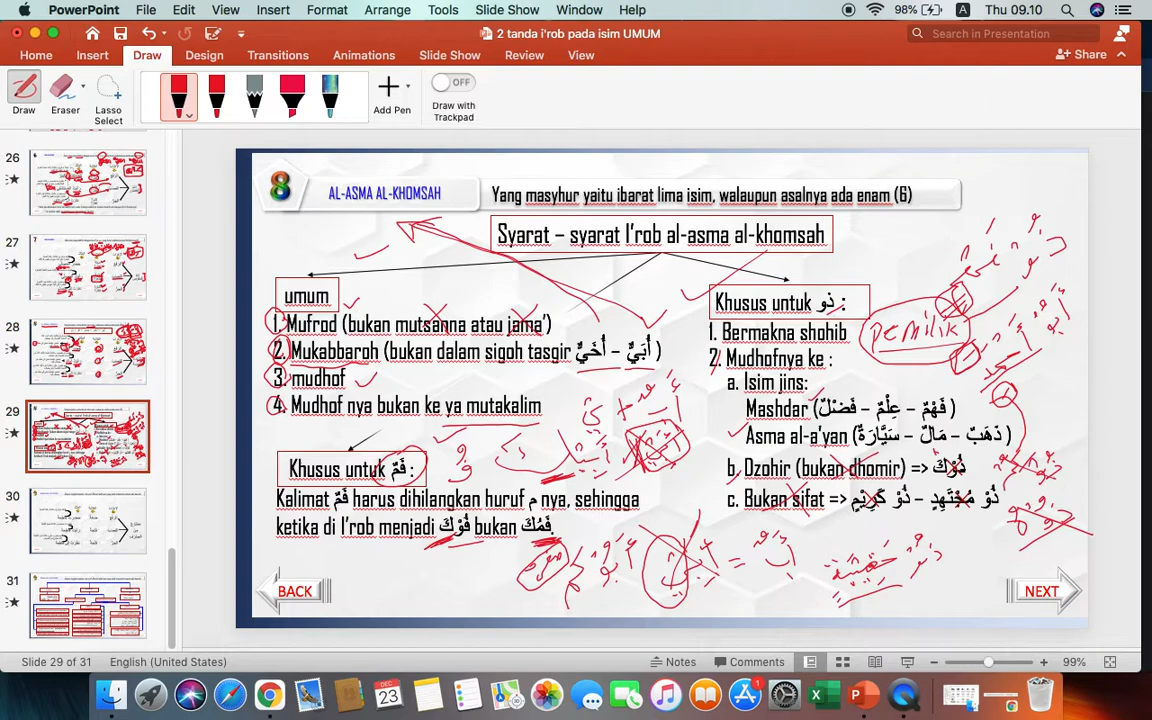 PowerPoint File Edit View Insert Format Arrange Tools Slide Show Window Help 98% A Thu 09.10
2 tanda i'rob pada isim UMUM
Search in Presentation
Home Insert Draw Design Transitions Animations Slide Show Review View Share
Draw Eraser Lasso Select Add Pen OFF Draw with Trackpad
26
27
28
29
30
31
8
AL-ASMA AL-KHOMSAH
Yang masyhur yaitu ibarat lima isim, walaupun asalnya ada enam (6)
Syarat – syarat I'rob al-asma al-khomsah
umum
1. Mufrod (bukan mutsanna atau jama')
2. Mukabbaroh (bukan dalam sigoh tasgir أُبَيٌّ – أُخَيٌّ )
3. mudhof
4. Mudhof nya bukan ke ya mutakalim
Khusus untuk فَمٌ :
Kalimat فَمٌ harus dihilangkan huruf م nya, sehingga
ketika di I'rob menjadi فُوْكَ bukan فَمُكَ.
Khusus untuk ذو :
1. Bermakna shohib
pemilik
2. Mudhofnya ke :
a. Isim jins:
Mashdar (فَهْمٌ – عِلْمٌ – فَضْلٌ )
Asma al-a'yan (ذَهَبٌ – مَالٌ – سَيَّارَةٌ )
b. Dzohir (bukan dhomir) => ذُوْكَ
c. Bukan sifat => ذُوْ مُجْتَهِدٍ – ذُوْ كَرِيْمٍ
BACK
NEXT
Slide 29 of 31 English (United States) Notes Comments 99%
DEC 23
1